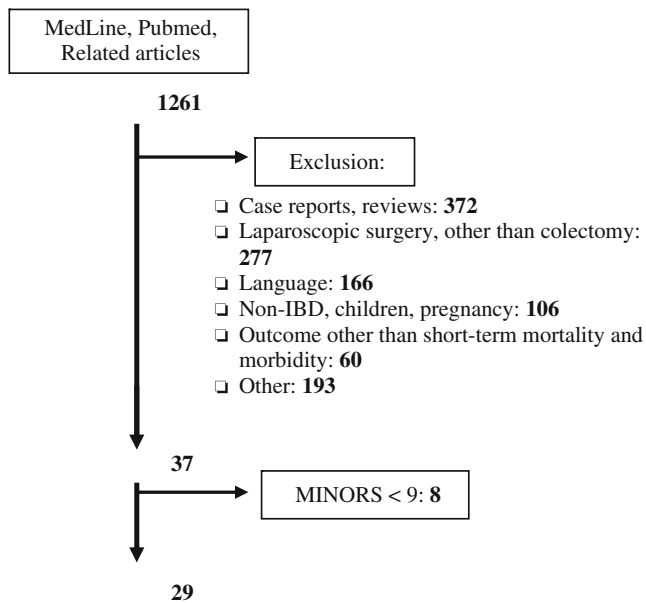 MedLine, Pubmed,
Related articles
1261
Exclusion:
❏ Case reports, reviews: 372
❏ Laparoscopic surgery, other than colectomy:
277
❏ Language: 166
❏ Non-IBD, children, pregnancy: 106
❏ Outcome other than short-term mortality and
morbidity: 60
❏ Other: 193
37
MINORS < 9: 8
29